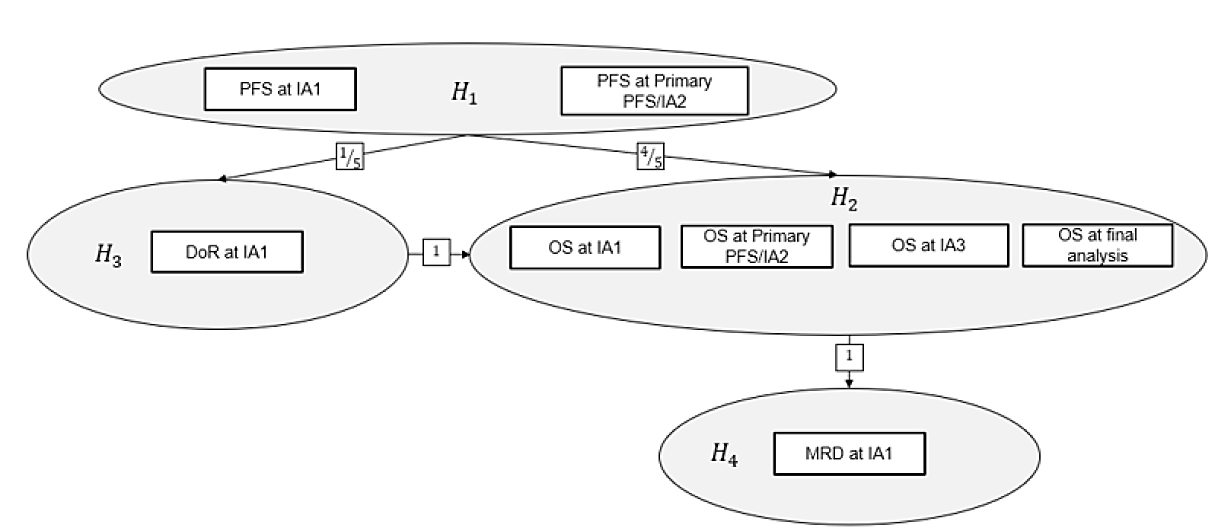 PFS at IA1
H₁
PFS at Primary
PFS/IA2
1/5
4/5
H₂
H₃
DoR at IA1
1
OS at IA1
OS at Primary
PFS/IA2
OS at IA3
OS at final
analysis
1
H₄
MRD at IA1